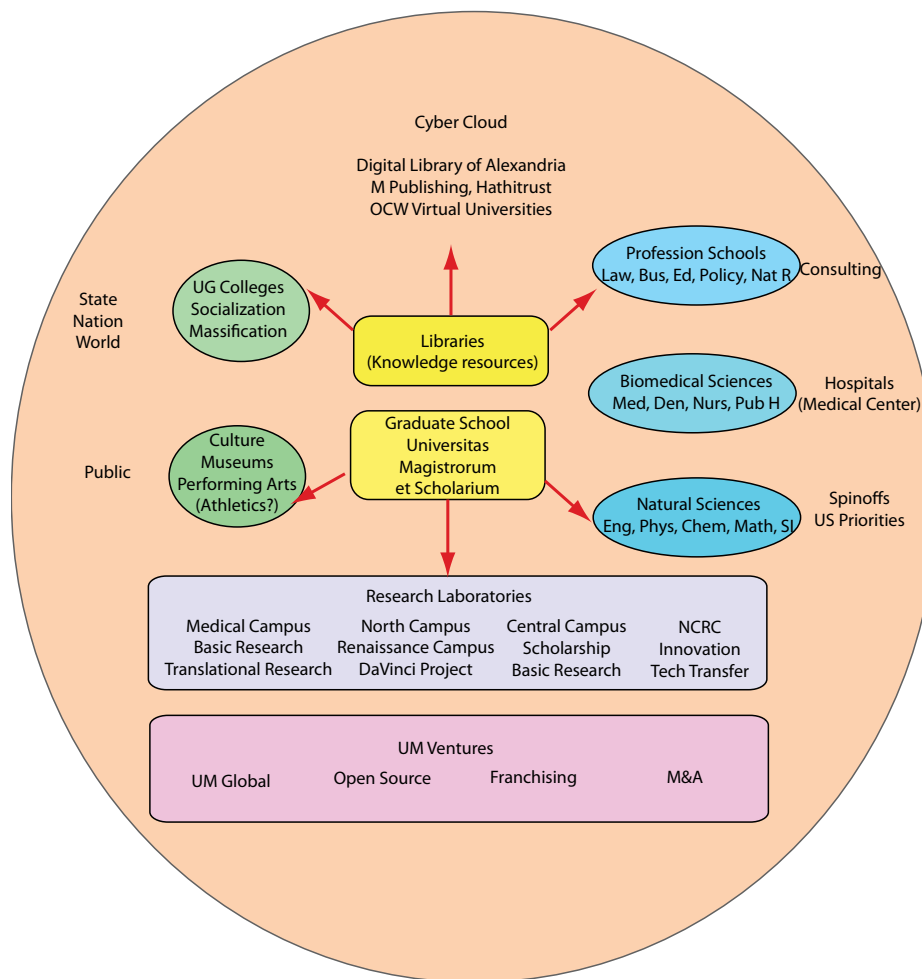 Cyber Cloud
Digital Library of Alexandria
M Publishing, Hathitrust
OCW Virtual Universities
Profession Schools
Law, Bus, Ed, Policy, Nat R
Consulting
UG Colleges
Socialization
Massification
State
Nation
World
Libraries
(Knowledge resources)
Biomedical Sciences
Med, Den, Nurs, Pub H
Hospitals
(Medical Center)
Graduate School
Universitas
Magistrorum
et Scholarium
Culture
Museums
Performing Arts
(Athletics?)
Public
Natural Sciences
Eng, Phys, Chem, Math, SI
Spinoffs
US Priorities
Research Laboratories
Medical Campus
Basic Research
Translational Research
North Campus
Renaissance Campus
DaVinci Project
Central Campus
Scholarship
Basic Research
NCRC
Innovation
Tech Transfer
UM Ventures
UM Global
Open Source
Franchising
M&A